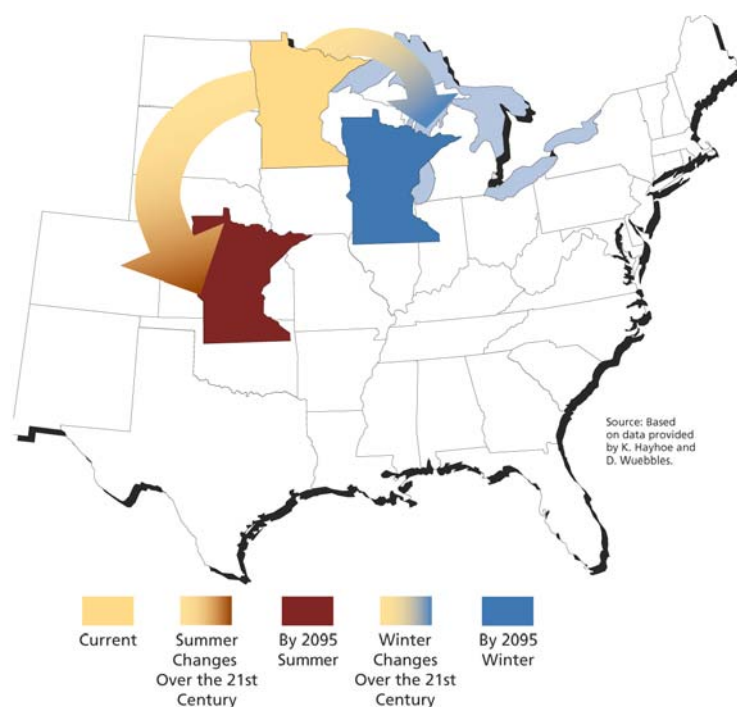 Source: Based
on data provided
by K. Hayhoe and
D. Wuebbles.
Current
Summer
Changes
Over the 21st
Century
By 2095
Summer
Winter
Changes
Over the 21st
Century
By 2095
Winter